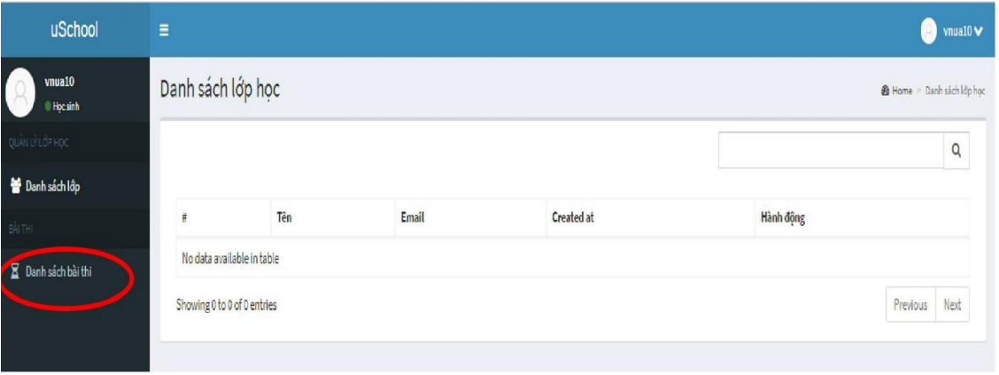 uSchool
vnua10
vnua10
Học sinh
Danh sách lớp học
Home > Danh sách lớp học
QUẢN LÝ LỚP HỌC
Danh sách lớp
# Tên Email Created at Hành động
BÀI THI
No data available in table
Danh sách bài thi
Showing 0 to 0 of 0 entries
Previous Next